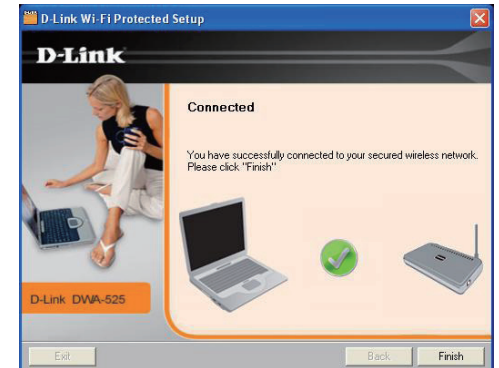 D-Link Wi-Fi Protected Setup
D-Link
Connected
You have successfully connected to your secured wireless network.
Please click "Finish"
D-Link DWA-525
Exit
Back
Finish